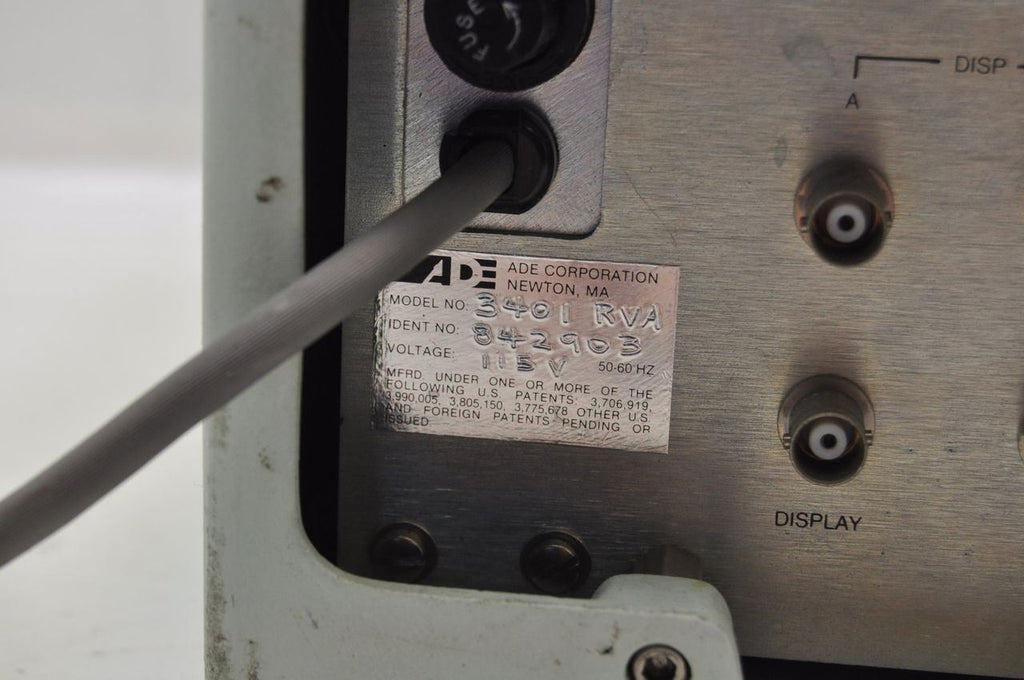 FUSE
DISP
A
ADE ADE CORPORATION
NEWTON, MA
MODEL NO: 3401 RVA
IDENT NO: 842903
VOLTAGE: 115 V 50-60 HZ
MFRD. UNDER ONE OR MORE OF THE
FOLLOWING U.S. PATENTS 3,706,919,
3,990,005, 3,805,150, 3,775,678 OTHER U.S.
AND FOREIGN PATENTS PENDING OR
ISSUED
DISPLAY